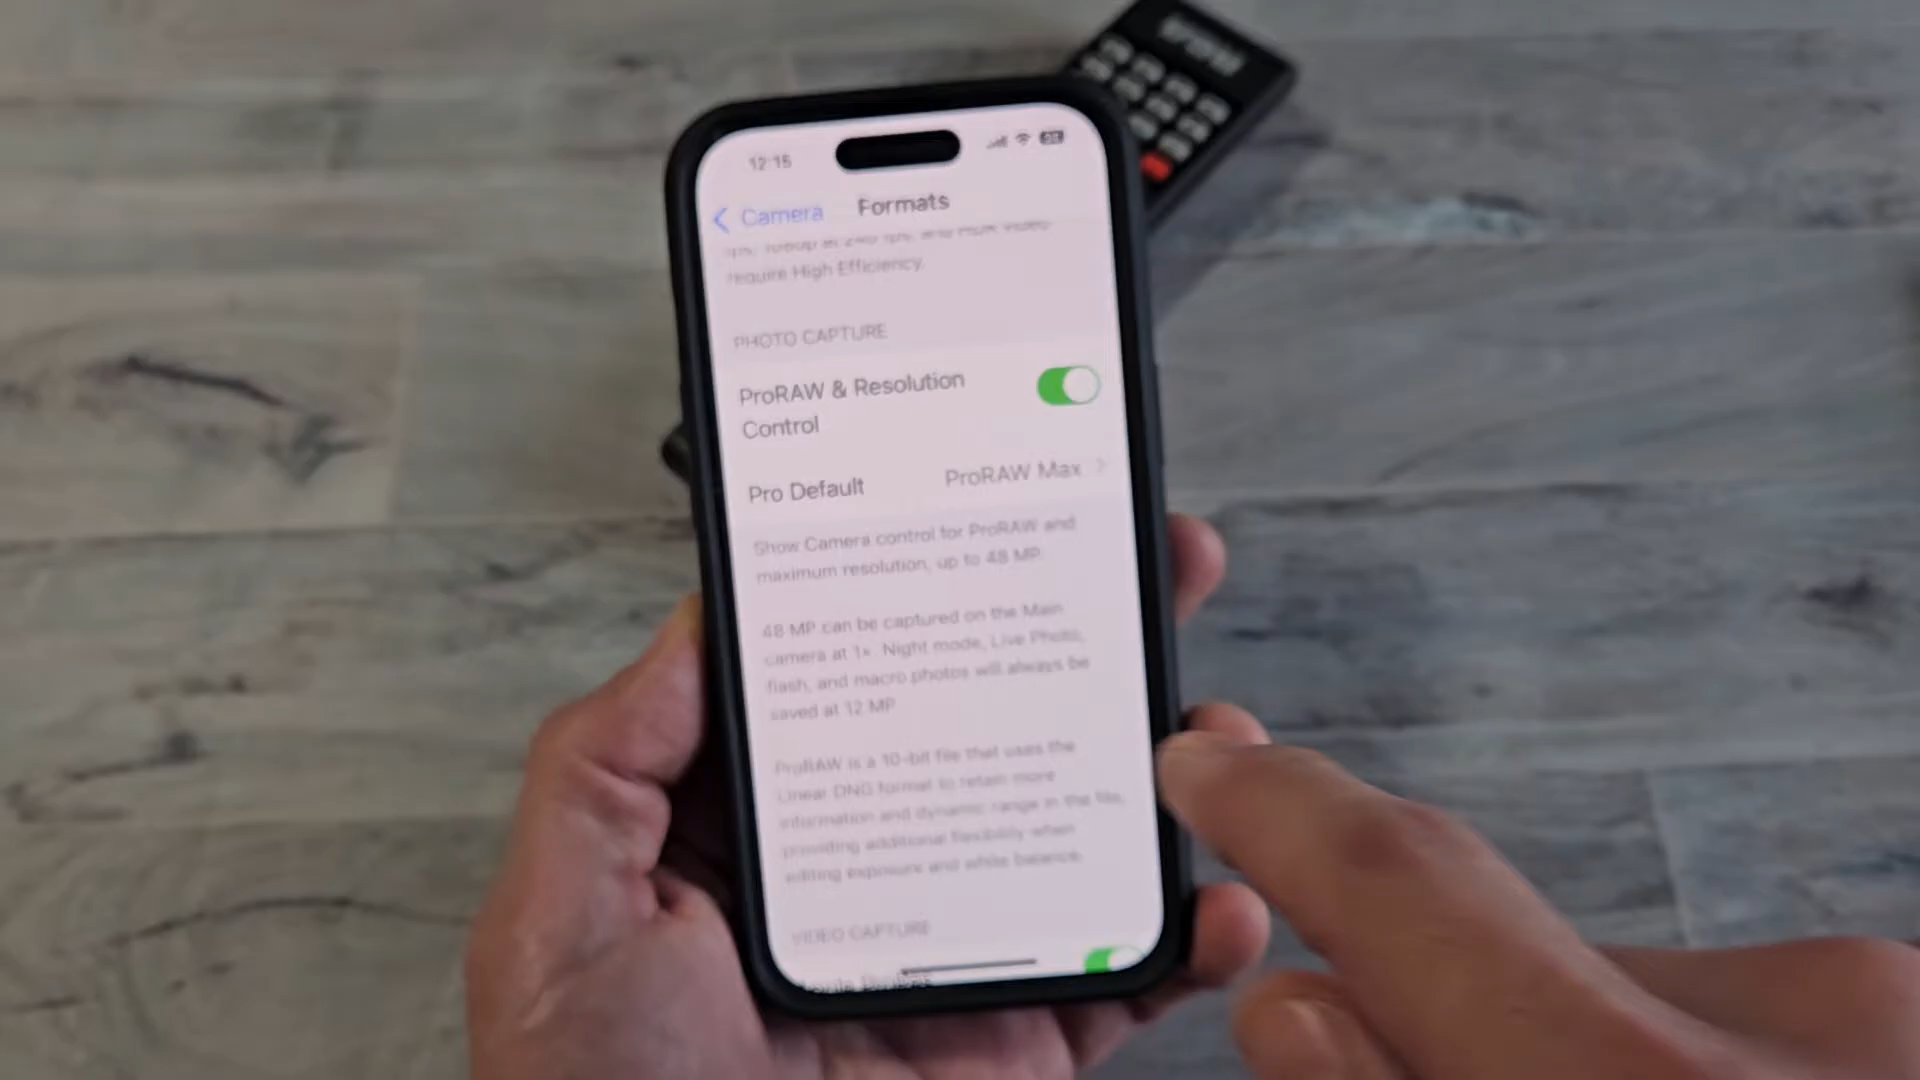 12:15
Camera Formats
require High Efficiency.
PHOTO CAPTURE
ProRAW & Resolution
Control
Pro Default ProRAW Max
Show Camera control for ProRAW and
maximum resolution, up to 48 MP.
48 MP can be captured on the Main
camera at 1x. Night mode, Live Photo,
flash, and macro photos will always be
saved at 12 MP.
ProRAW is a 10-bit file that uses the
Linear DNG format to retain more
information and dynamic range in the file,
providing additional flexibility when
editing exposure and white balance.
VIDEO CAPTURE